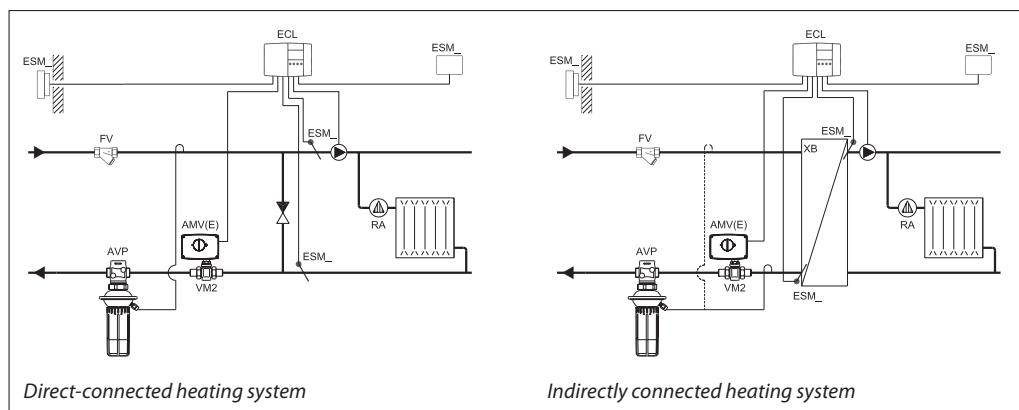 ECL
ESM_
ESM_
FV
ESM_
AMV(E)
RA
AVP
ESM_
VM2
Direct-connected heating system
ECL
ESM_
ESM_
FV
ESM_
XB
AMV(E)
RA
AVP
VM2
ESM_
Indirectly connected heating system